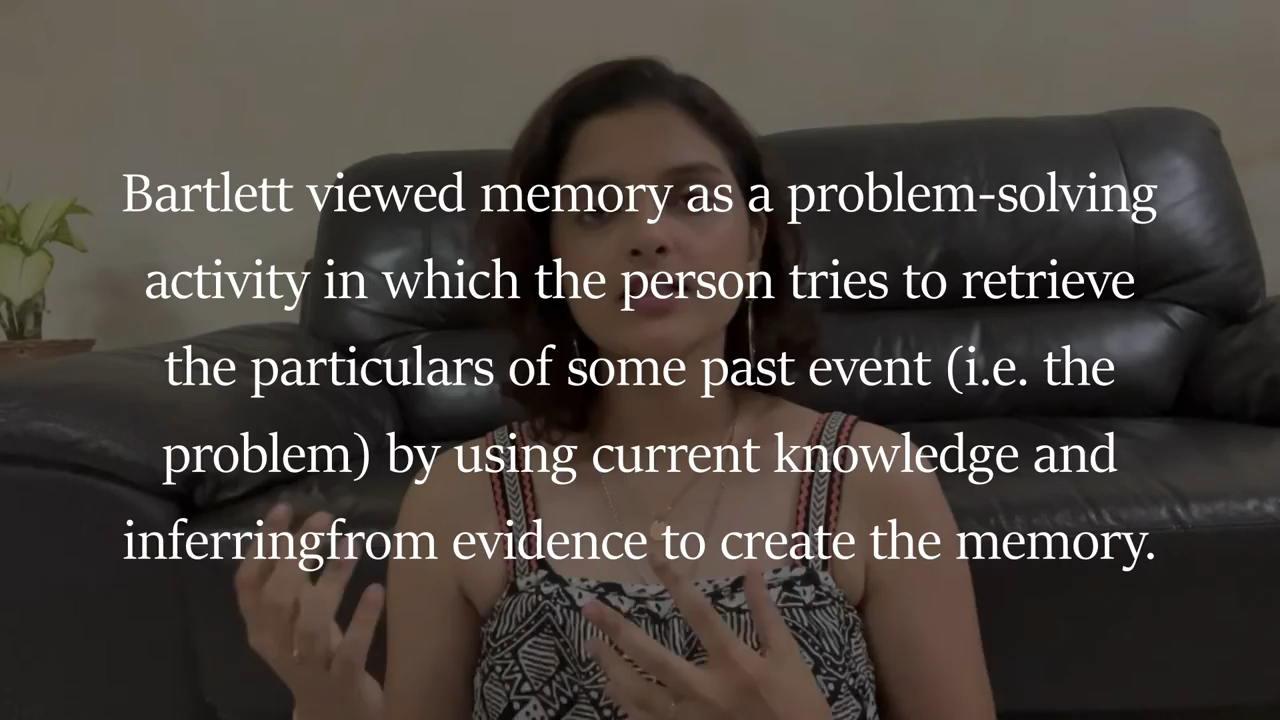 Bartlett viewed memory as a problem-solving
activity in which the person tries to retrieve
the particulars of some past event (i.e. the
problem) by using current knowledge and
inferringfrom evidence to create the memory.